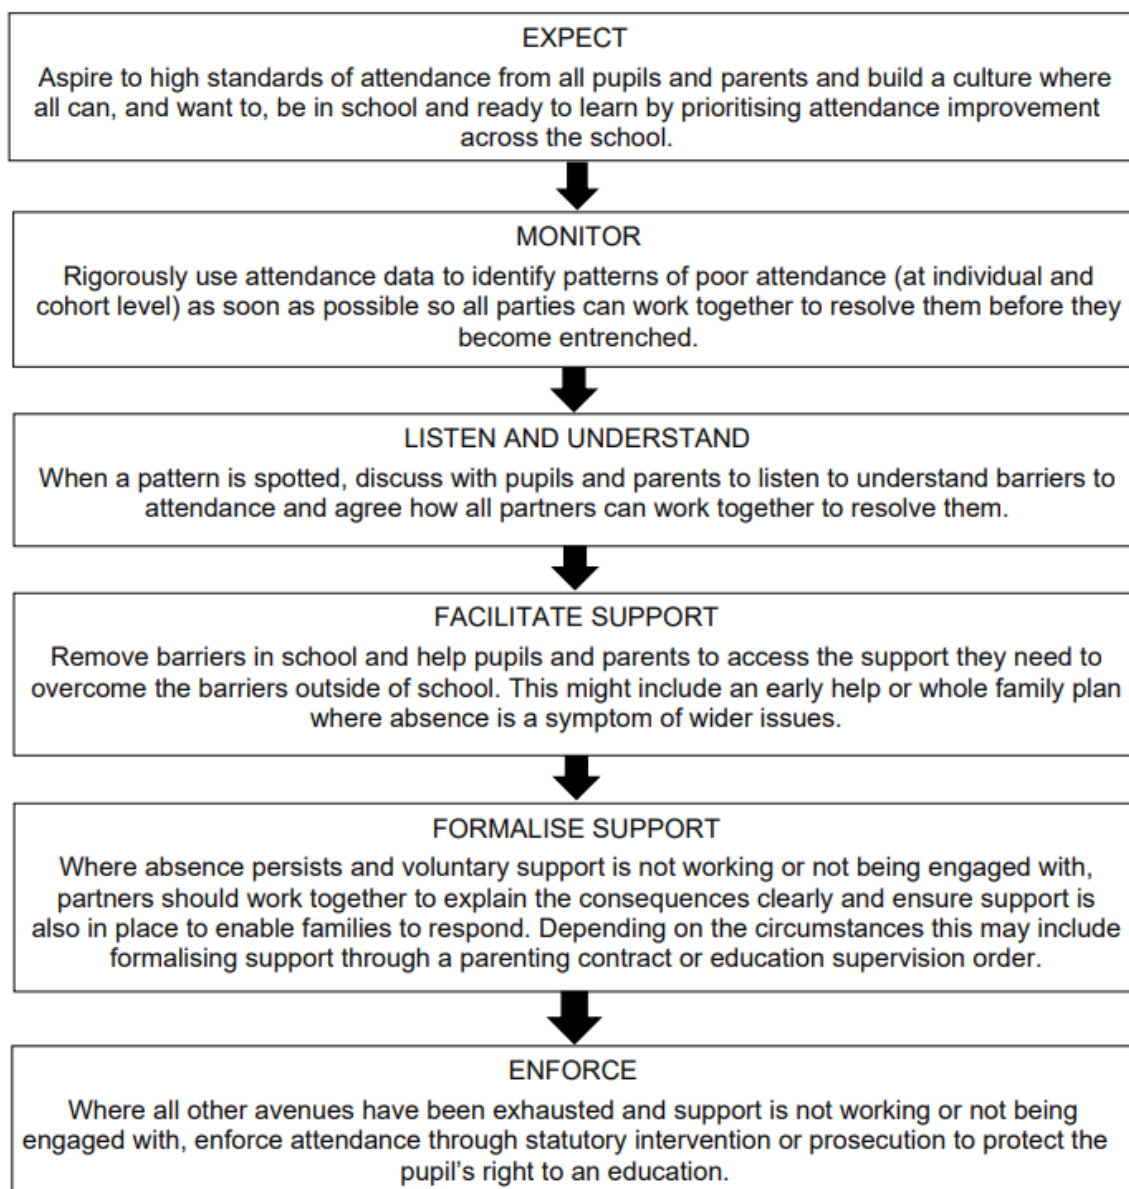 EXPECT
Aspire to high standards of attendance from all pupils and parents and build a culture where
all can, and want to, be in school and ready to learn by prioritising attendance improvement
across the school.
MONITOR
Rigorously use attendance data to identify patterns of poor attendance (at individual and
cohort level) as soon as possible so all parties can work together to resolve them before they
become entrenched.
LISTEN AND UNDERSTAND
When a pattern is spotted, discuss with pupils and parents to listen to understand barriers to
attendance and agree how all partners can work together to resolve them.
FACILITATE SUPPORT
Remove barriers in school and help pupils and parents to access the support they need to
overcome the barriers outside of school. This might include an early help or whole family plan
where absence is a symptom of wider issues.
FORMALISE SUPPORT
Where absence persists and voluntary support is not working or not being engaged with,
partners should work together to explain the consequences clearly and ensure support is
also in place to enable families to respond. Depending on the circumstances this may include
formalising support through a parenting contract or education supervision order.
ENFORCE
Where all other avenues have been exhausted and support is not working or not being
engaged with, enforce attendance through statutory intervention or prosecution to protect the
pupil's right to an education.